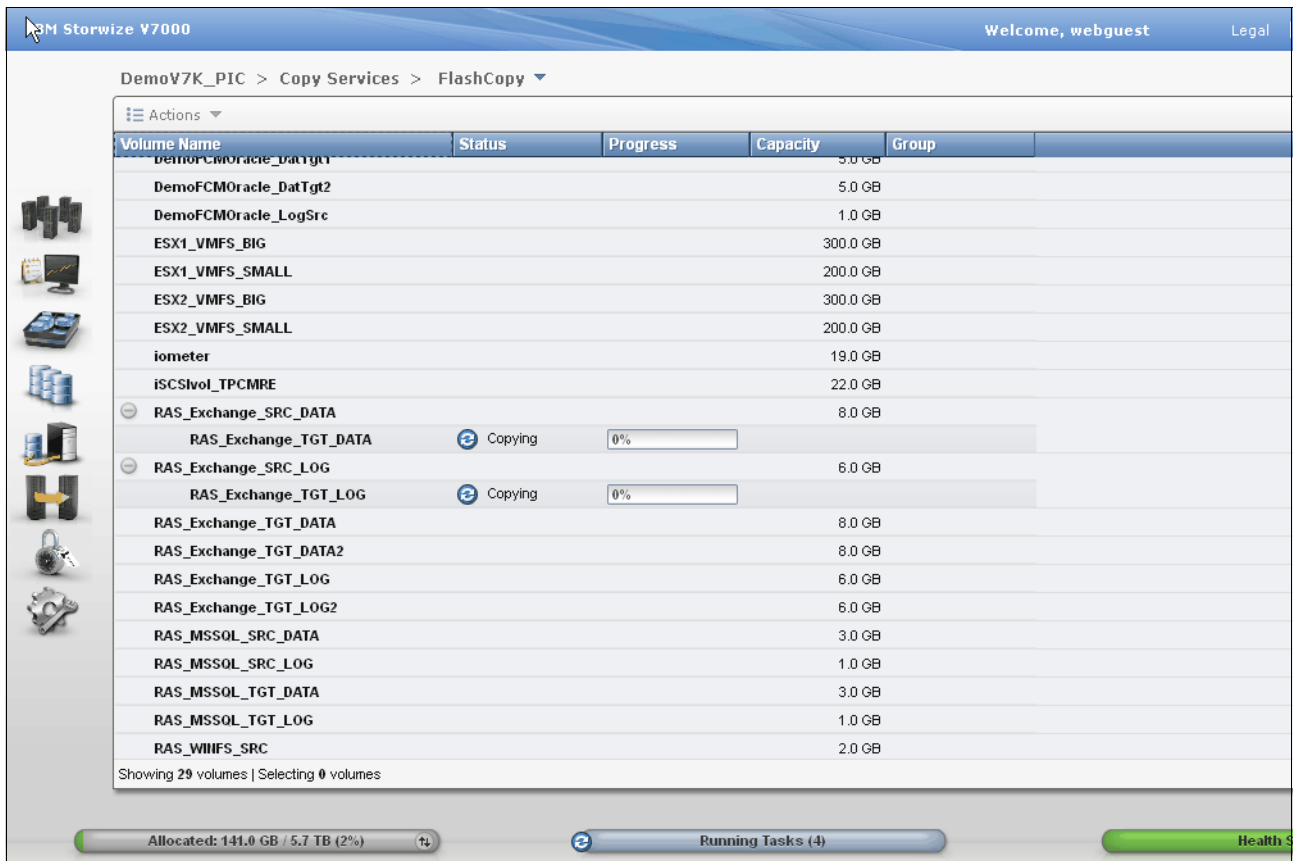 BM Storwize V7000 Welcome, webguest Legal
DemoV7K_PIC > Copy Services > FlashCopy
Actions
Volume Name Status Progress Capacity Group
DemoFCMOracle_DatTgt1 5.0 GB
DemoFCMOracle_DatTgt2 5.0 GB
DemoFCMOracle_LogSrc 1.0 GB
ESX1_VMFS_BIG 300.0 GB
ESX1_VMFS_SMALL 200.0 GB
ESX2_VMFS_BIG 300.0 GB
ESX2_VMFS_SMALL 200.0 GB
iometer 19.0 GB
iSCSIvol_TPCMRE 22.0 GB
RAS_Exchange_SRC_DATA 8.0 GB
RAS_Exchange_TGT_DATA Copying 0%
RAS_Exchange_SRC_LOG 6.0 GB
RAS_Exchange_TGT_LOG Copying 0%
RAS_Exchange_TGT_DATA 8.0 GB
RAS_Exchange_TGT_DATA2 8.0 GB
RAS_Exchange_TGT_LOG 6.0 GB
RAS_Exchange_TGT_LOG2 6.0 GB
RAS_MSSQL_SRC_DATA 3.0 GB
RAS_MSSQL_SRC_LOG 1.0 GB
RAS_MSSQL_TGT_DATA 3.0 GB
RAS_MSSQL_TGT_LOG 1.0 GB
RAS_WINFS_SRC 2.0 GB
Showing 29 volumes | Selecting 0 volumes
Allocated: 141.0 GB / 5.7 TB (2%) Running Tasks (4) Health